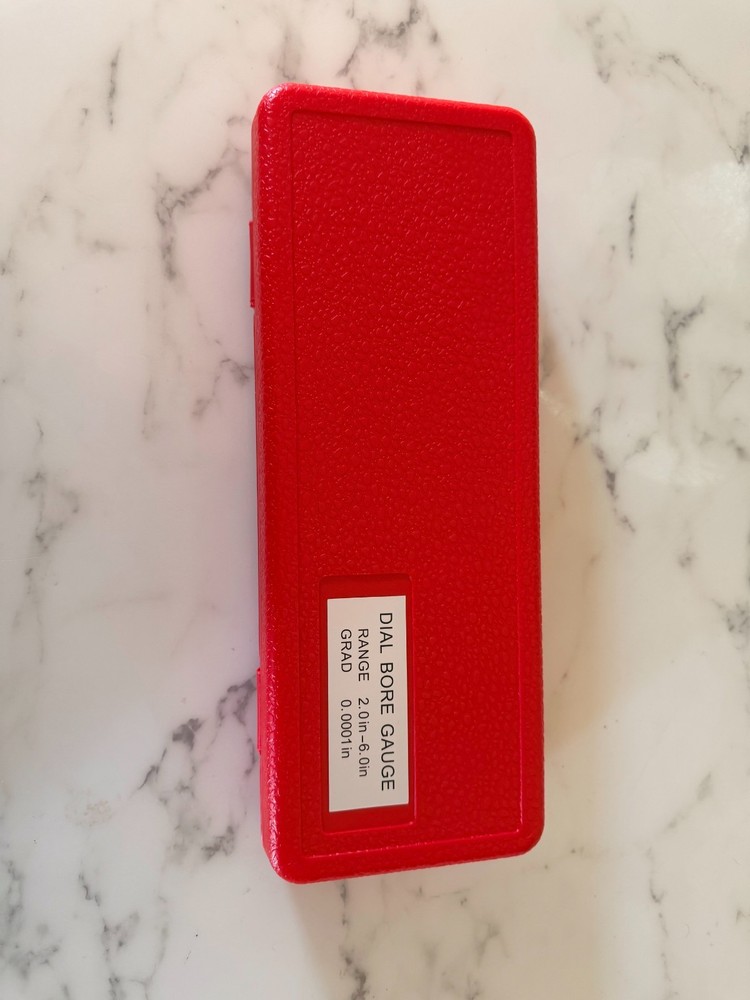 DIAL BORE GAUGE
RANGE 2.0in-6.0in
GRAD 0.0001in